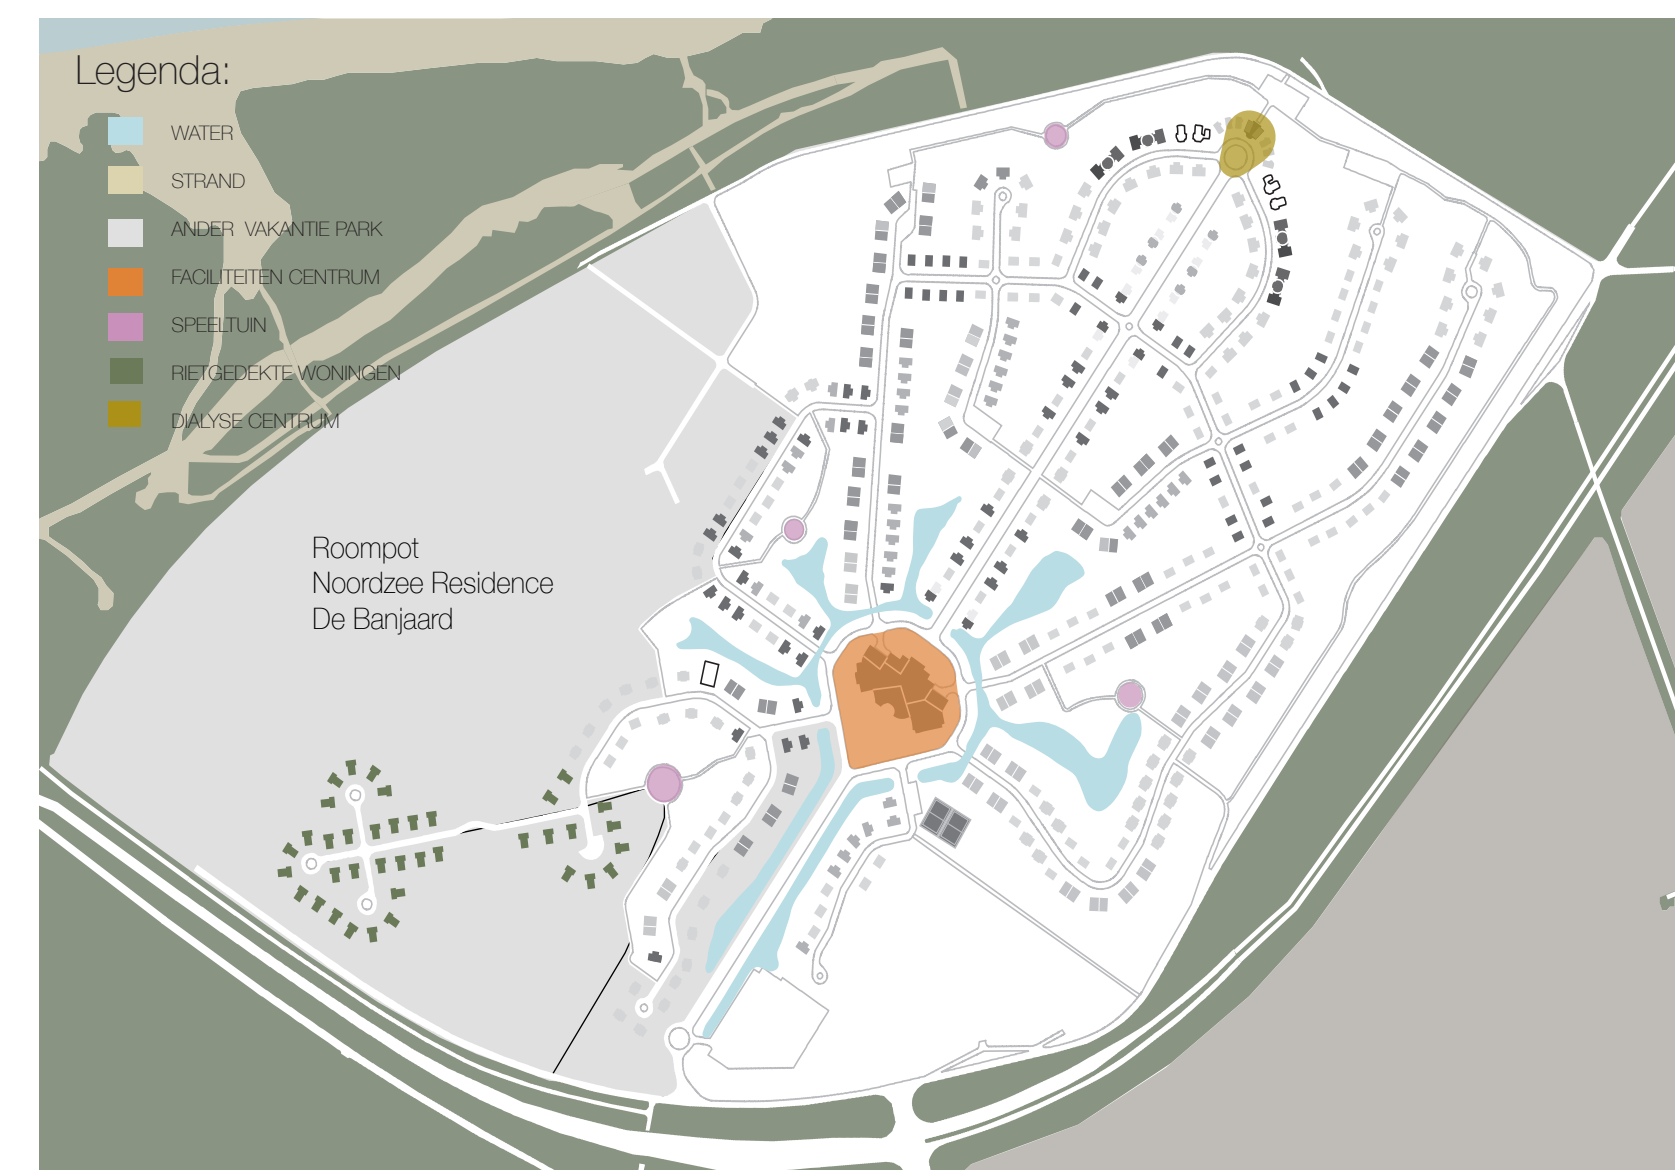 Legenda:
WATER
STRAND
ANDER VAKANTIE PARK
FACILITEITEN CENTRUM
SPEELTUIN
RIETGEDEKTE WONINGEN
DIALYSE CENTRUM
Roompot
Noordzee Residence
De Banjaard